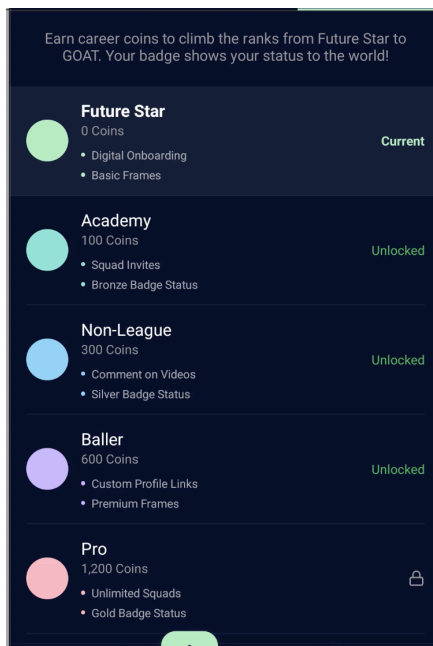 Earn career coins to climb the ranks from Future Star to
GOAT. Your badge shows your status to the world!
Future Star
0 Coins
Current
• Digital Onboarding
• Basic Frames
Academy
100 Coins
Unlocked
• Squad Invites
• Bronze Badge Status
Non-League
300 Coins
Unlocked
• Comment on Videos
• Silver Badge Status
Baller
600 Coins
Unlocked
• Custom Profile Links
• Premium Frames
Pro
1,200 Coins
• Unlimited Squads
• Gold Badge Status